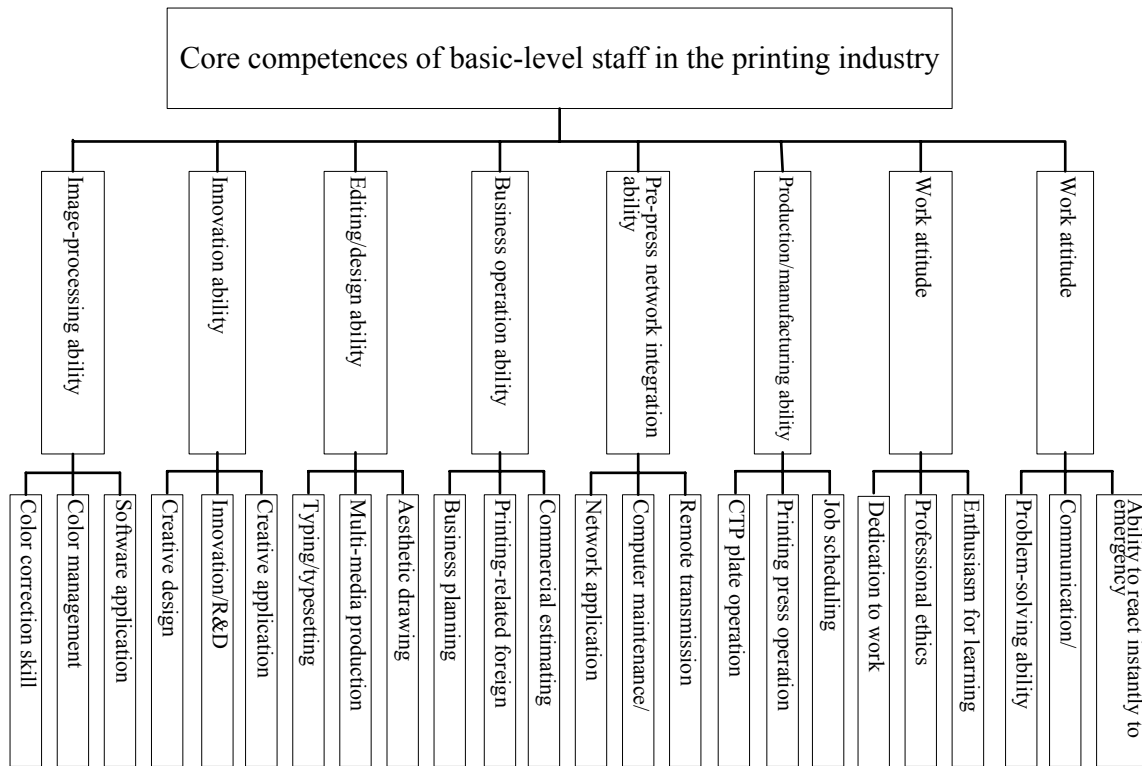 Core competences of basic-level staff in the printing industry
Image-processing ability
Innovation ability
Editing/design ability
Business operation ability
Pre-press network integration
ability
Production/manufacturing ability
Work attitude
Work attitude
Color correction skill
Color management
Software application
Creative design
Innovation/R&D
Creative application
Typing/typesetting
Multi-media production
Aesthetic drawing
Business planning
Printing-related foreign
Commercial estimating
Network application
Computer maintenance/
Remote transmission
CTP plate operation
Printing press operation
Job scheduling
Dedication to work
Professional ethics
Enthusiasm for learning
Problem-solving ability
Communication/
Ability to react instantly to
emergency